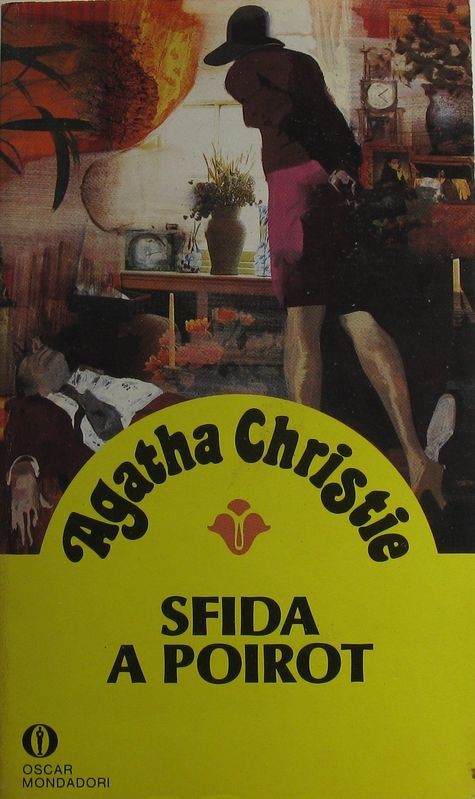 Agatha Christie
SFIDA
A POIROT
OSCAR
MONDADORI